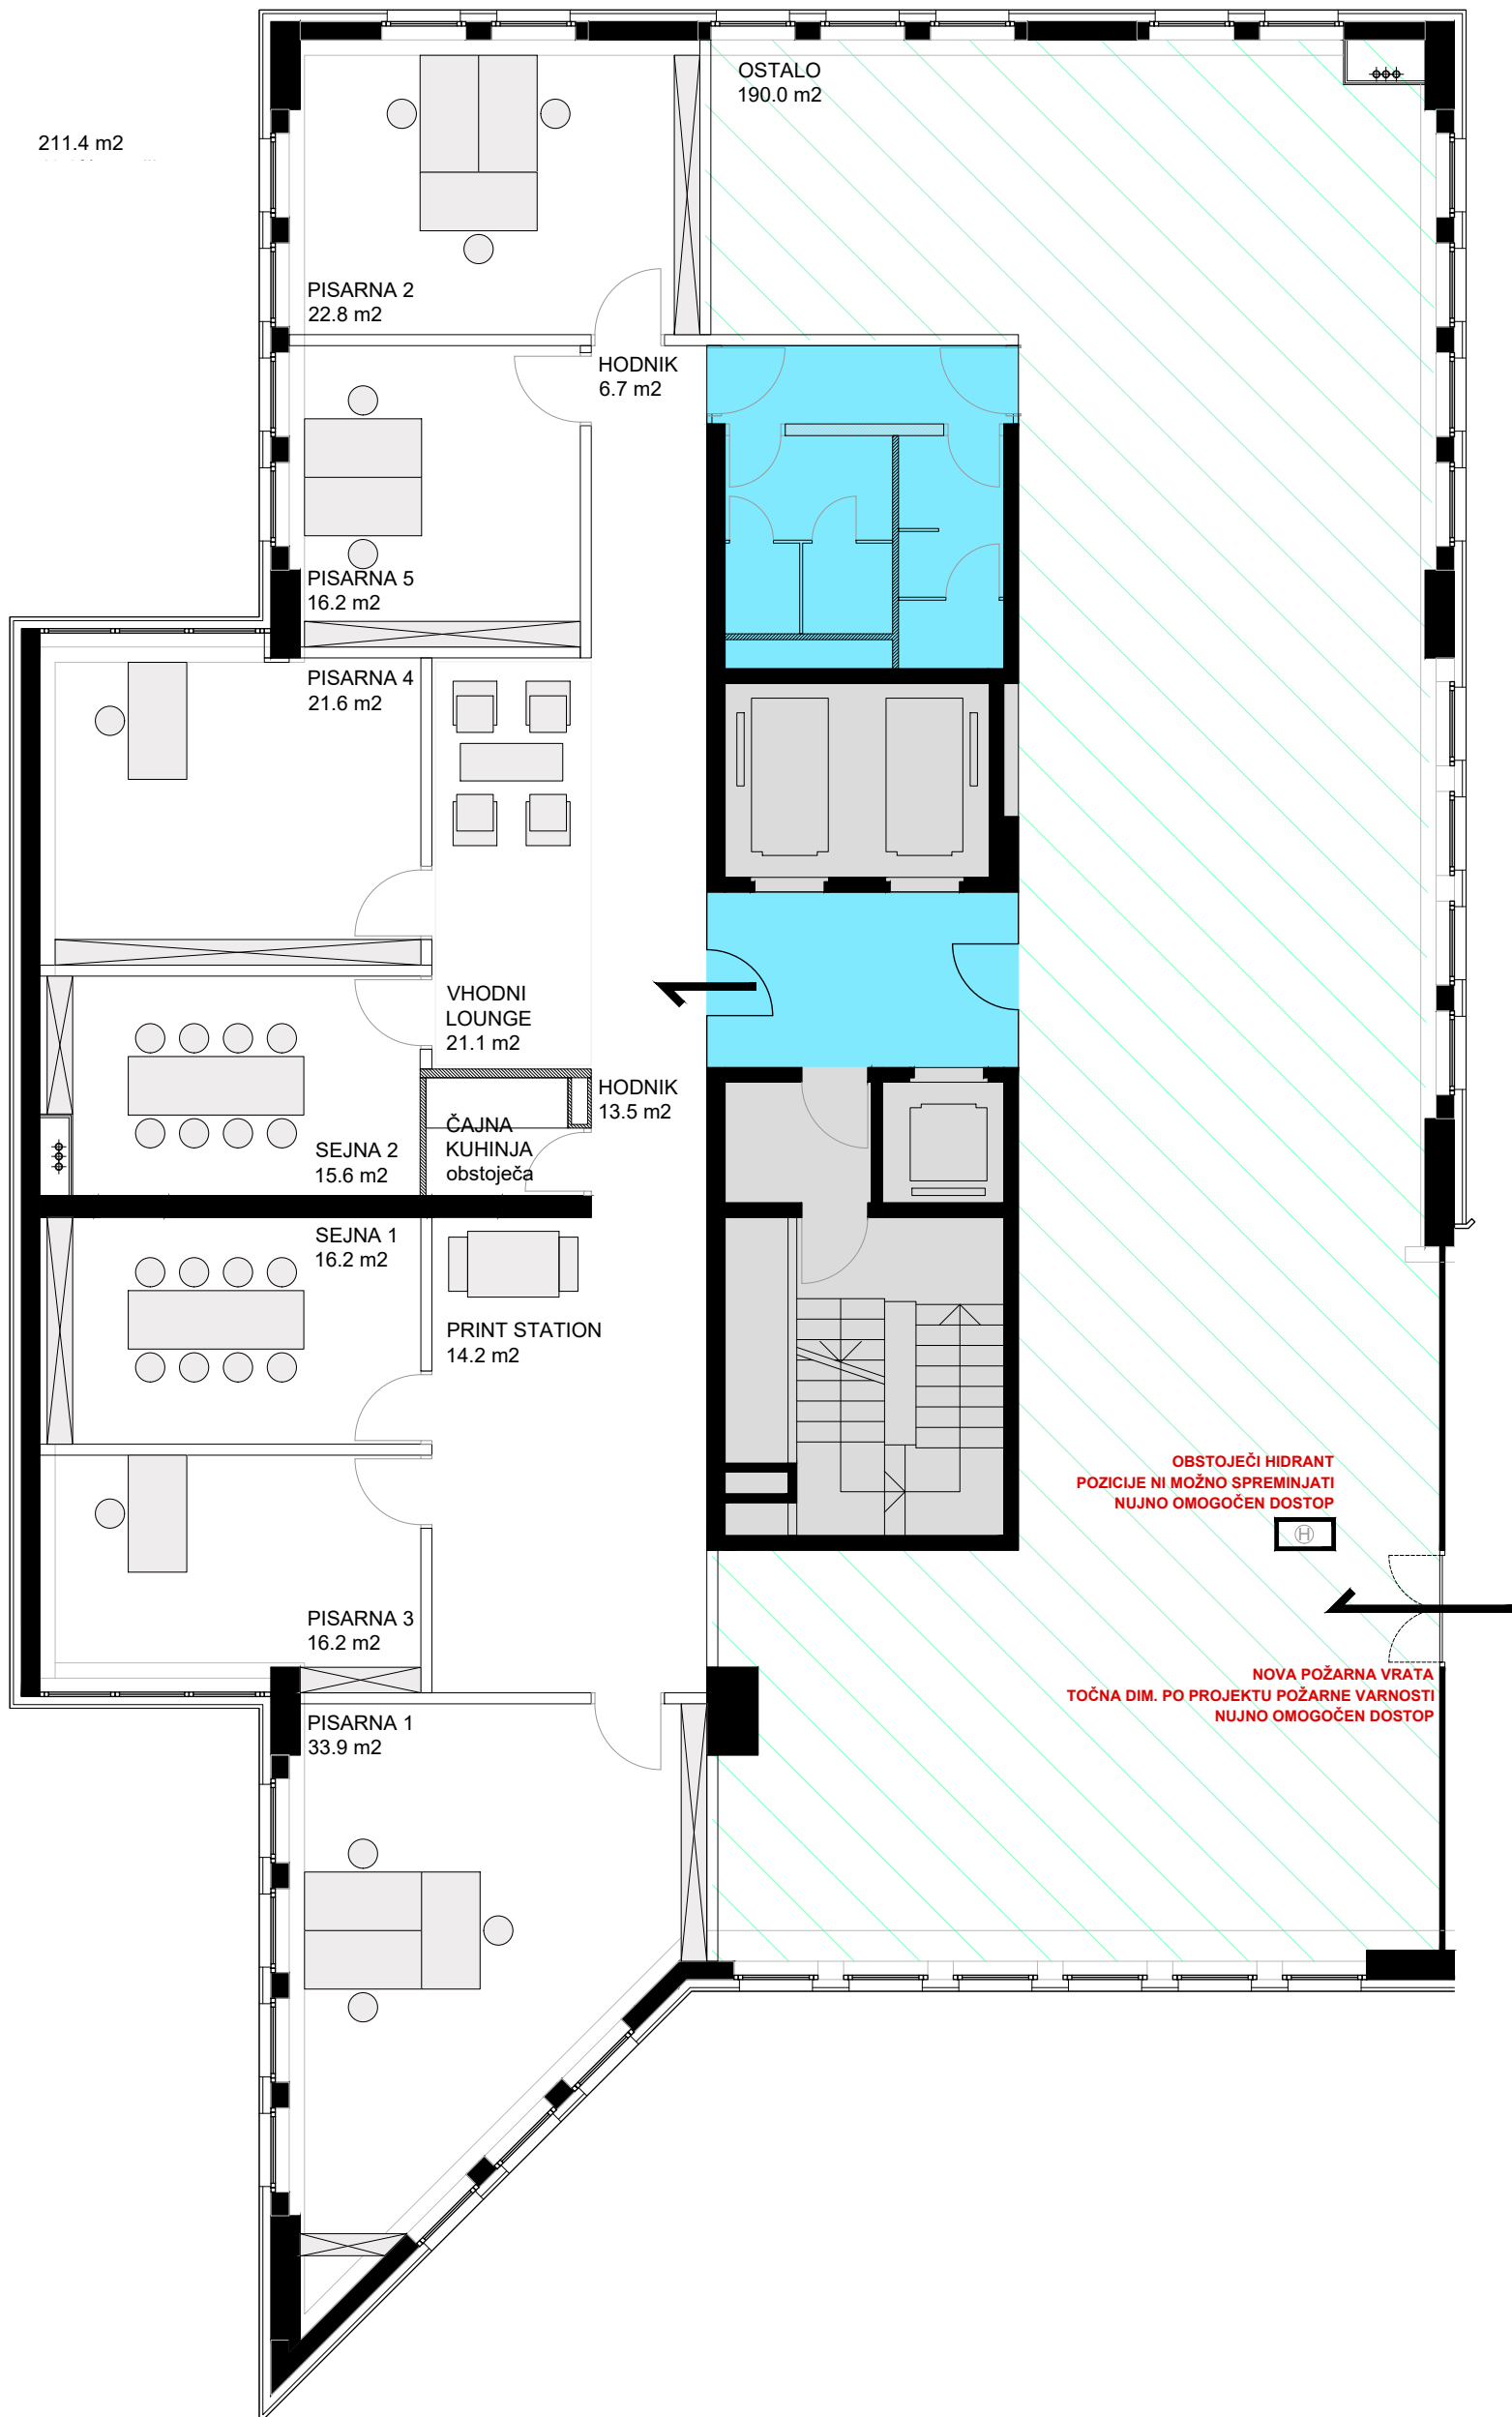 211.4 m2
OSTALO
190.0 m2
PISARNA 2
22.8 m2
HODNIK
6.7 m2
PISARNA 5
16.2 m2
PISARNA 4
21.6 m2
VHODNI
LOUNGE
21.1 m2
HODNIK
13.5 m2
ČAJNA
KUHINJA
obstoječa
SEJNA 2
15.6 m2
SEJNA 1
16.2 m2
PRINT STATION
14.2 m2
OBSTOJEČI HIDRANT
POZICIJE NI MOŽNO SPREMINJATI
NUJNO OMOGOČEN DOSTOP
H
PISARNA 3
16.2 m2
NOVA POŽARNA VRATA
TOČNA DIM. PO PROJEKTU POŽARNE VARNOSTI
NUJNO OMOGOČEN DOSTOP
PISARNA 1
33.9 m2